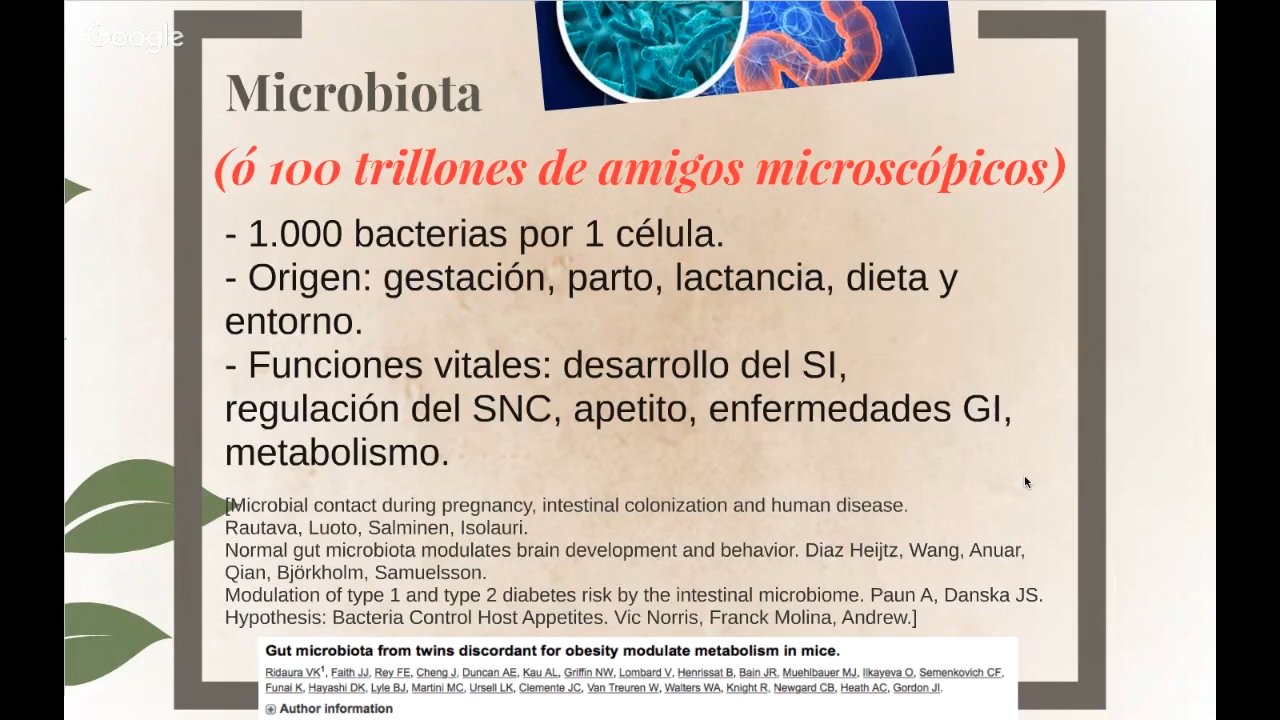 Google
Microbiota
(ó 100 trillones de amigos microscópicos)
- 1.000 bacterias por 1 célula.
- Origen: gestación, parto, lactancia, dieta y
entorno.
- Funciones vitales: desarrollo del SI,
regulación del SNC, apetito, enfermedades GI,
metabolismo.
[Microbial contact during pregnancy, intestinal colonization and human disease.
Rautava, Luoto, Salminen, Isolauri.
Normal gut microbiota modulates brain development and behavior. Diaz Heijtz, Wang, Anuar,
Qian, Björkholm, Samuelsson.
Modulation of type 1 and type 2 diabetes risk by the intestinal microbiome. Paun A, Danska JS.
Hypothesis: Bacteria Control Host Appetites. Vic Norris, Franck Molina, Andrew.]
Gut microbiota from twins discordant for obesity modulate metabolism in mice.
Ridaura VK1, Faith JJ, Rey FE, Cheng J, Duncan AE, Kau AL, Griffin NW, Lombard V, Henrissat B, Bain JR, Muehlbauer MJ, Ilkayeva O, Semenkovich CF,
Funai K, Hayashi DK, Lyle BJ, Martini MC, Ursell LK, Clemente JC, Van Treuren W, Walters WA, Knight R, Newgard CB, Heath AC, Gordon JI.
Author information